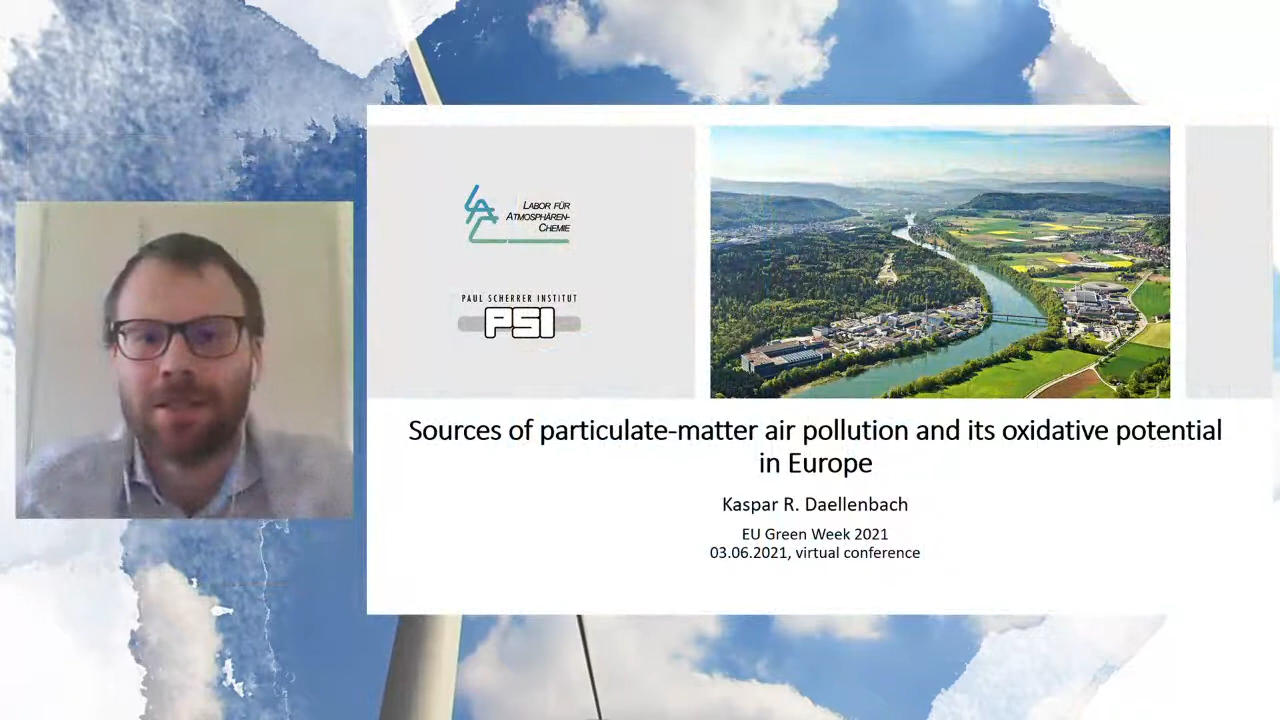 LABOR FÜR
ATMOSPHÄREN-
CHEMIE
PAUL SCHERRER INSTITUT
PSI
Sources of particulate-matter air pollution and its oxidative potential
in Europe
Kaspar R. Daellenbach
EU Green Week 2021
03.06.2021, virtual conference